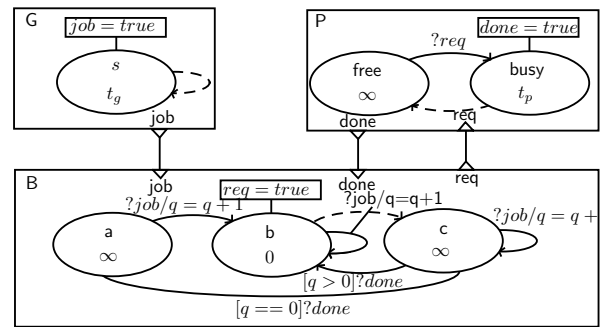 G
job = true
s
t_g
job
P
?req
done = true
free
∞
busy
t_p
done
req
B
job
done
req
?job/q = q + 1
req = true
?job/q=q+1
?job/q = q +
a
∞
b
0
c
∞
[q > 0]?done
[q == 0]?done